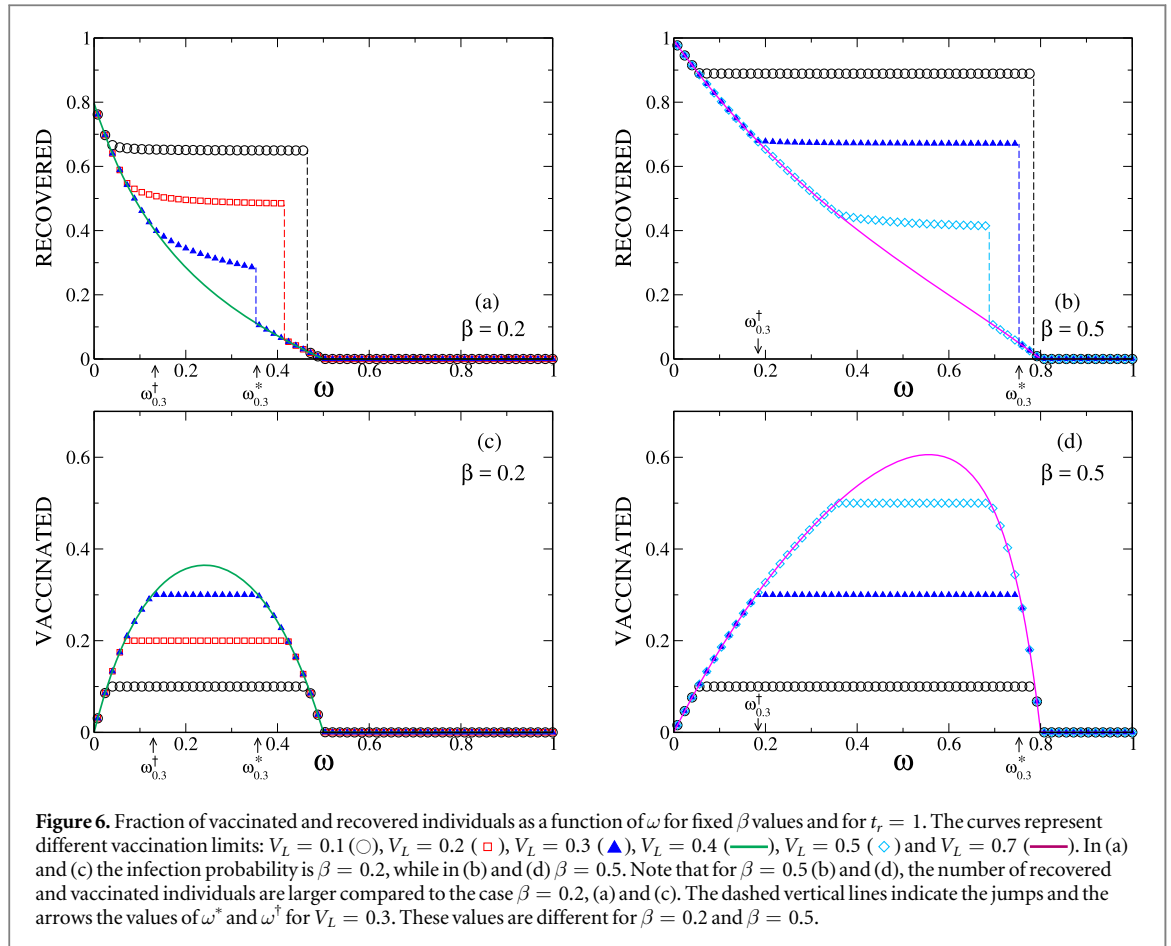 1
0.8
0.6
0.4
0.2
0
RECOVERED
(a)
β = 0.2
0 0.2 0.4 0.6 0.8 1
ω†0.3 ω*0.3 ω
1
0.8
0.6
0.4
0.2
0
RECOVERED
ω†0.3
(b)
β = 0.5
0 0.2 0.4 0.6 0.8 1
ω ω*0.3
0.6
0.4
0.2
0
VACCINATED
(c)
β = 0.2
0 0.2 0.4 0.6 0.8 1
ω†0.3 ω*0.3 ω
0.6
0.4
0.2
0
VACCINATED
(d)
β = 0.5
ω†0.3
0 0.2 0.4 0.6 0.8 1
ω ω*0.3
Figure 6. Fraction of vaccinated and recovered individuals as a function of ω for fixed β values and for t_r = 1. The curves represent
different vaccination limits: V_L = 0.1 (○), V_L = 0.2 (□), V_L = 0.3 (▲), V_L = 0.4 (——), V_L = 0.5 (◇) and V_L = 0.7 (——). In (a)
and (c) the infection probability is β = 0.2, while in (b) and (d) β = 0.5. Note that for β = 0.5 (b) and (d), the number of recovered
and vaccinated individuals are larger compared to the case β = 0.2, (a) and (c). The dashed vertical lines indicate the jumps and the
arrows the values of ω* and ω† for V_L = 0.3. These values are different for β = 0.2 and β = 0.5.